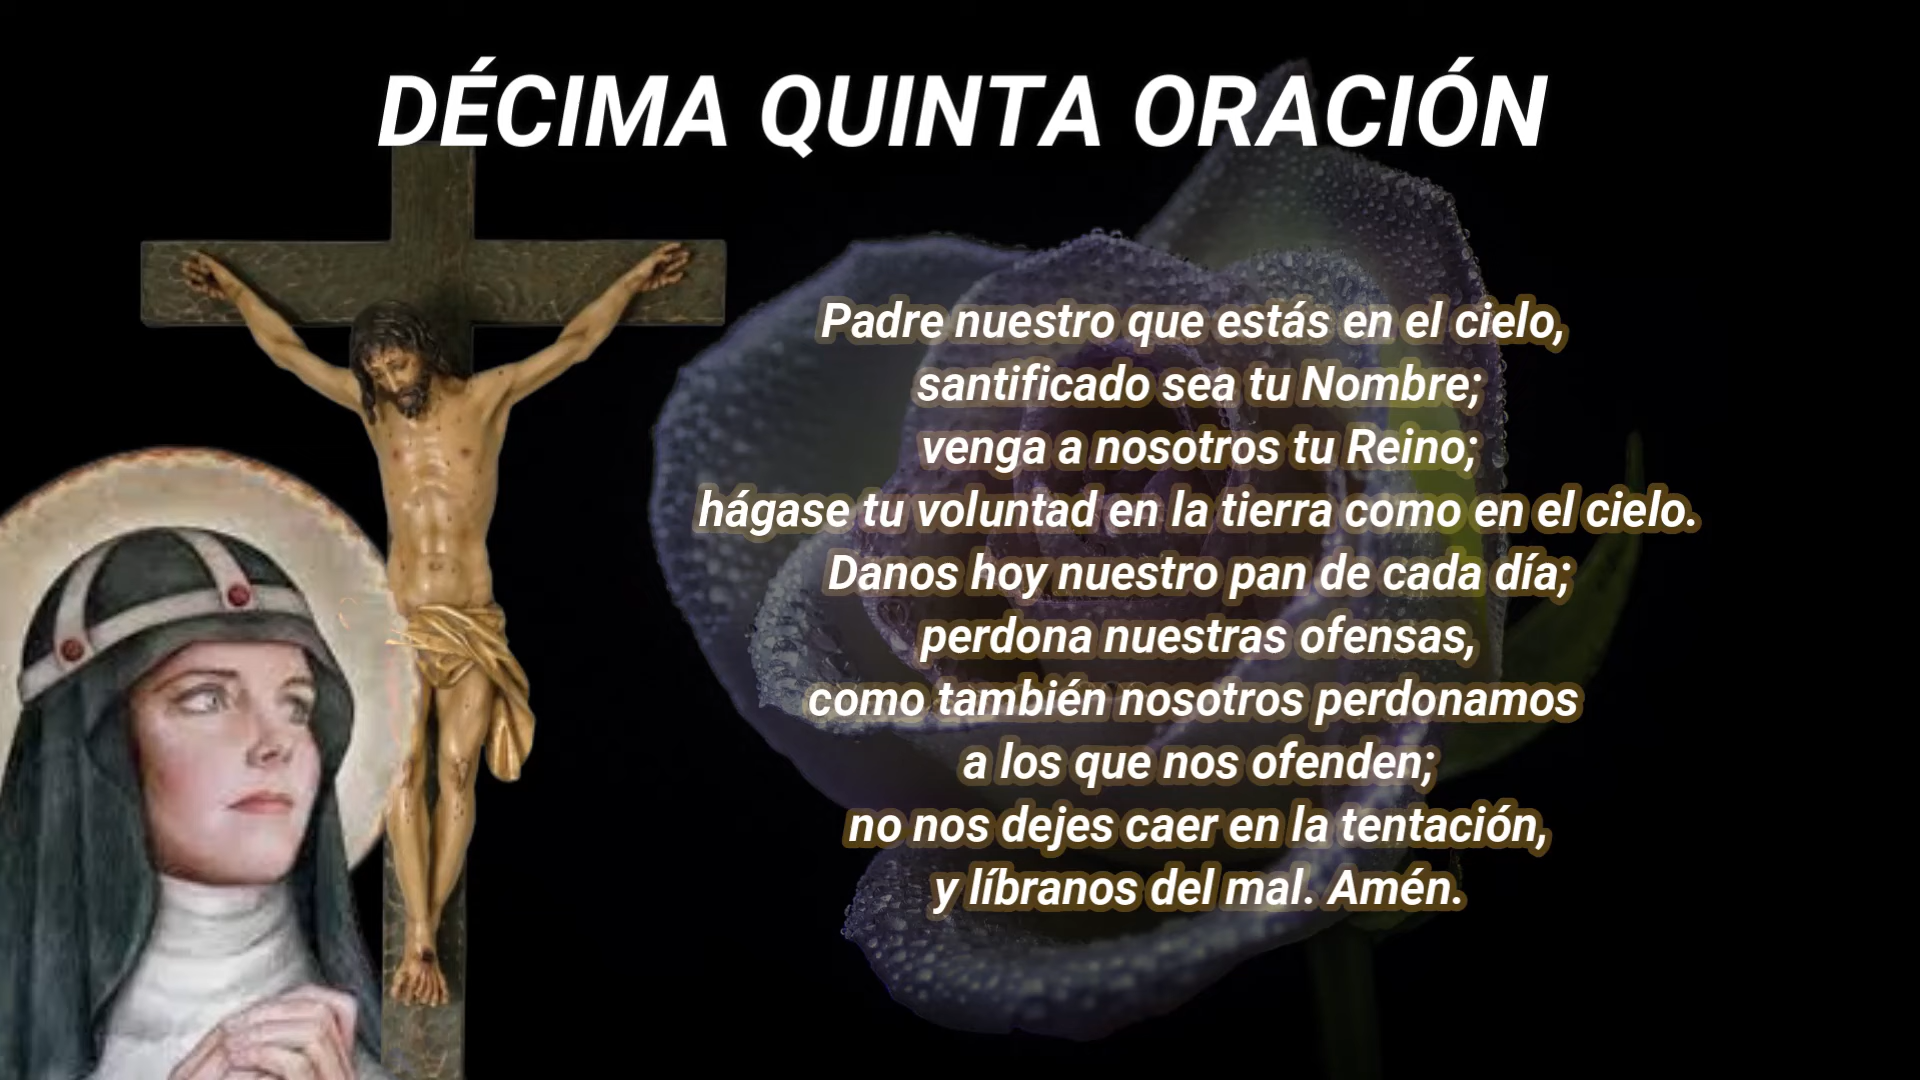 DÉCIMA QUINTA ORACIÓN
Padre nuestro que estás en el cielo,
santificado sea tu Nombre;
venga a nosotros tu Reino;
hágase tu voluntad en la tierra como en el cielo.
Danos hoy nuestro pan de cada día;
perdona nuestras ofensas,
como también nosotros perdonamos
a los que nos ofenden;
no nos dejes caer en la tentación,
y líbranos del mal. Amén.